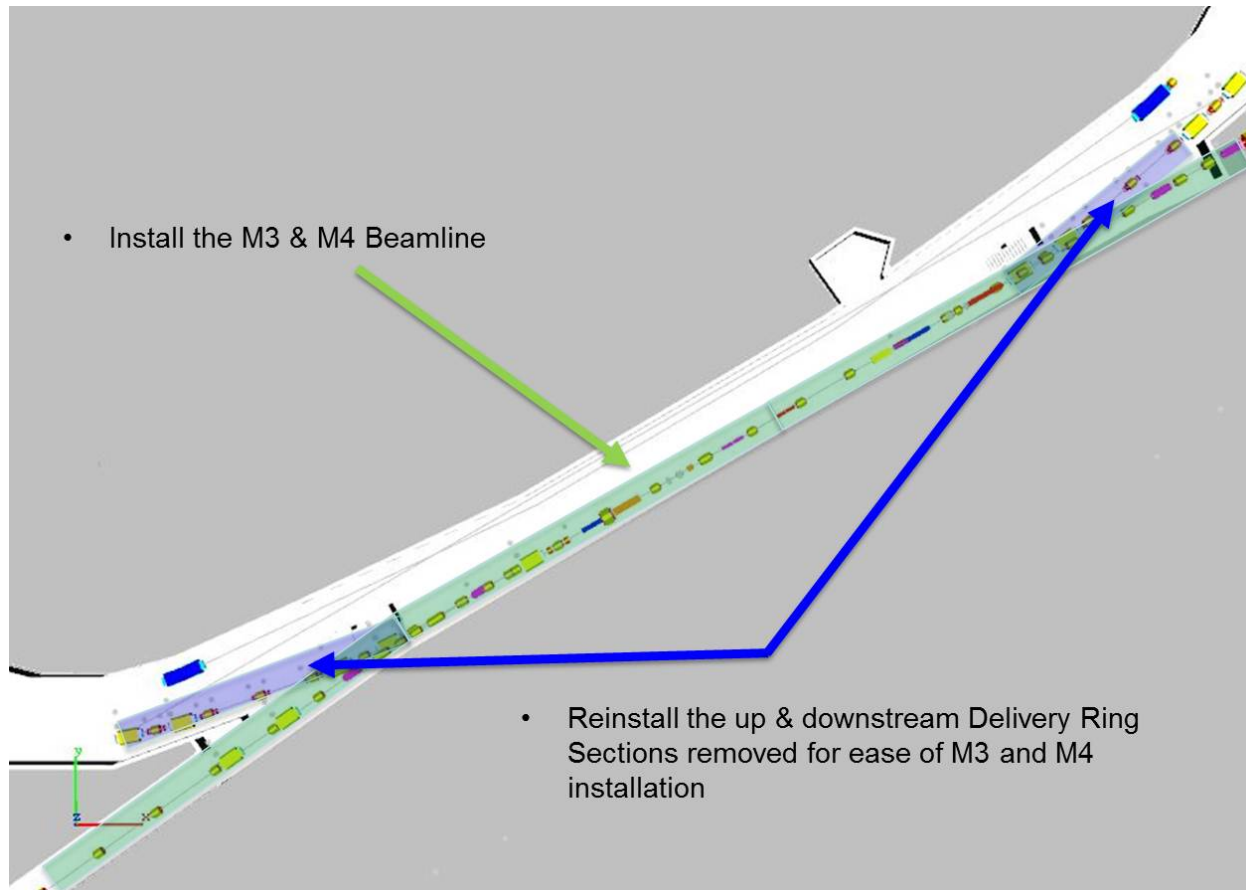 • Install the M3 & M4 Beamline
• Reinstall the up & downstream Delivery Ring
Sections removed for ease of M3 and M4
installation
y
z
x